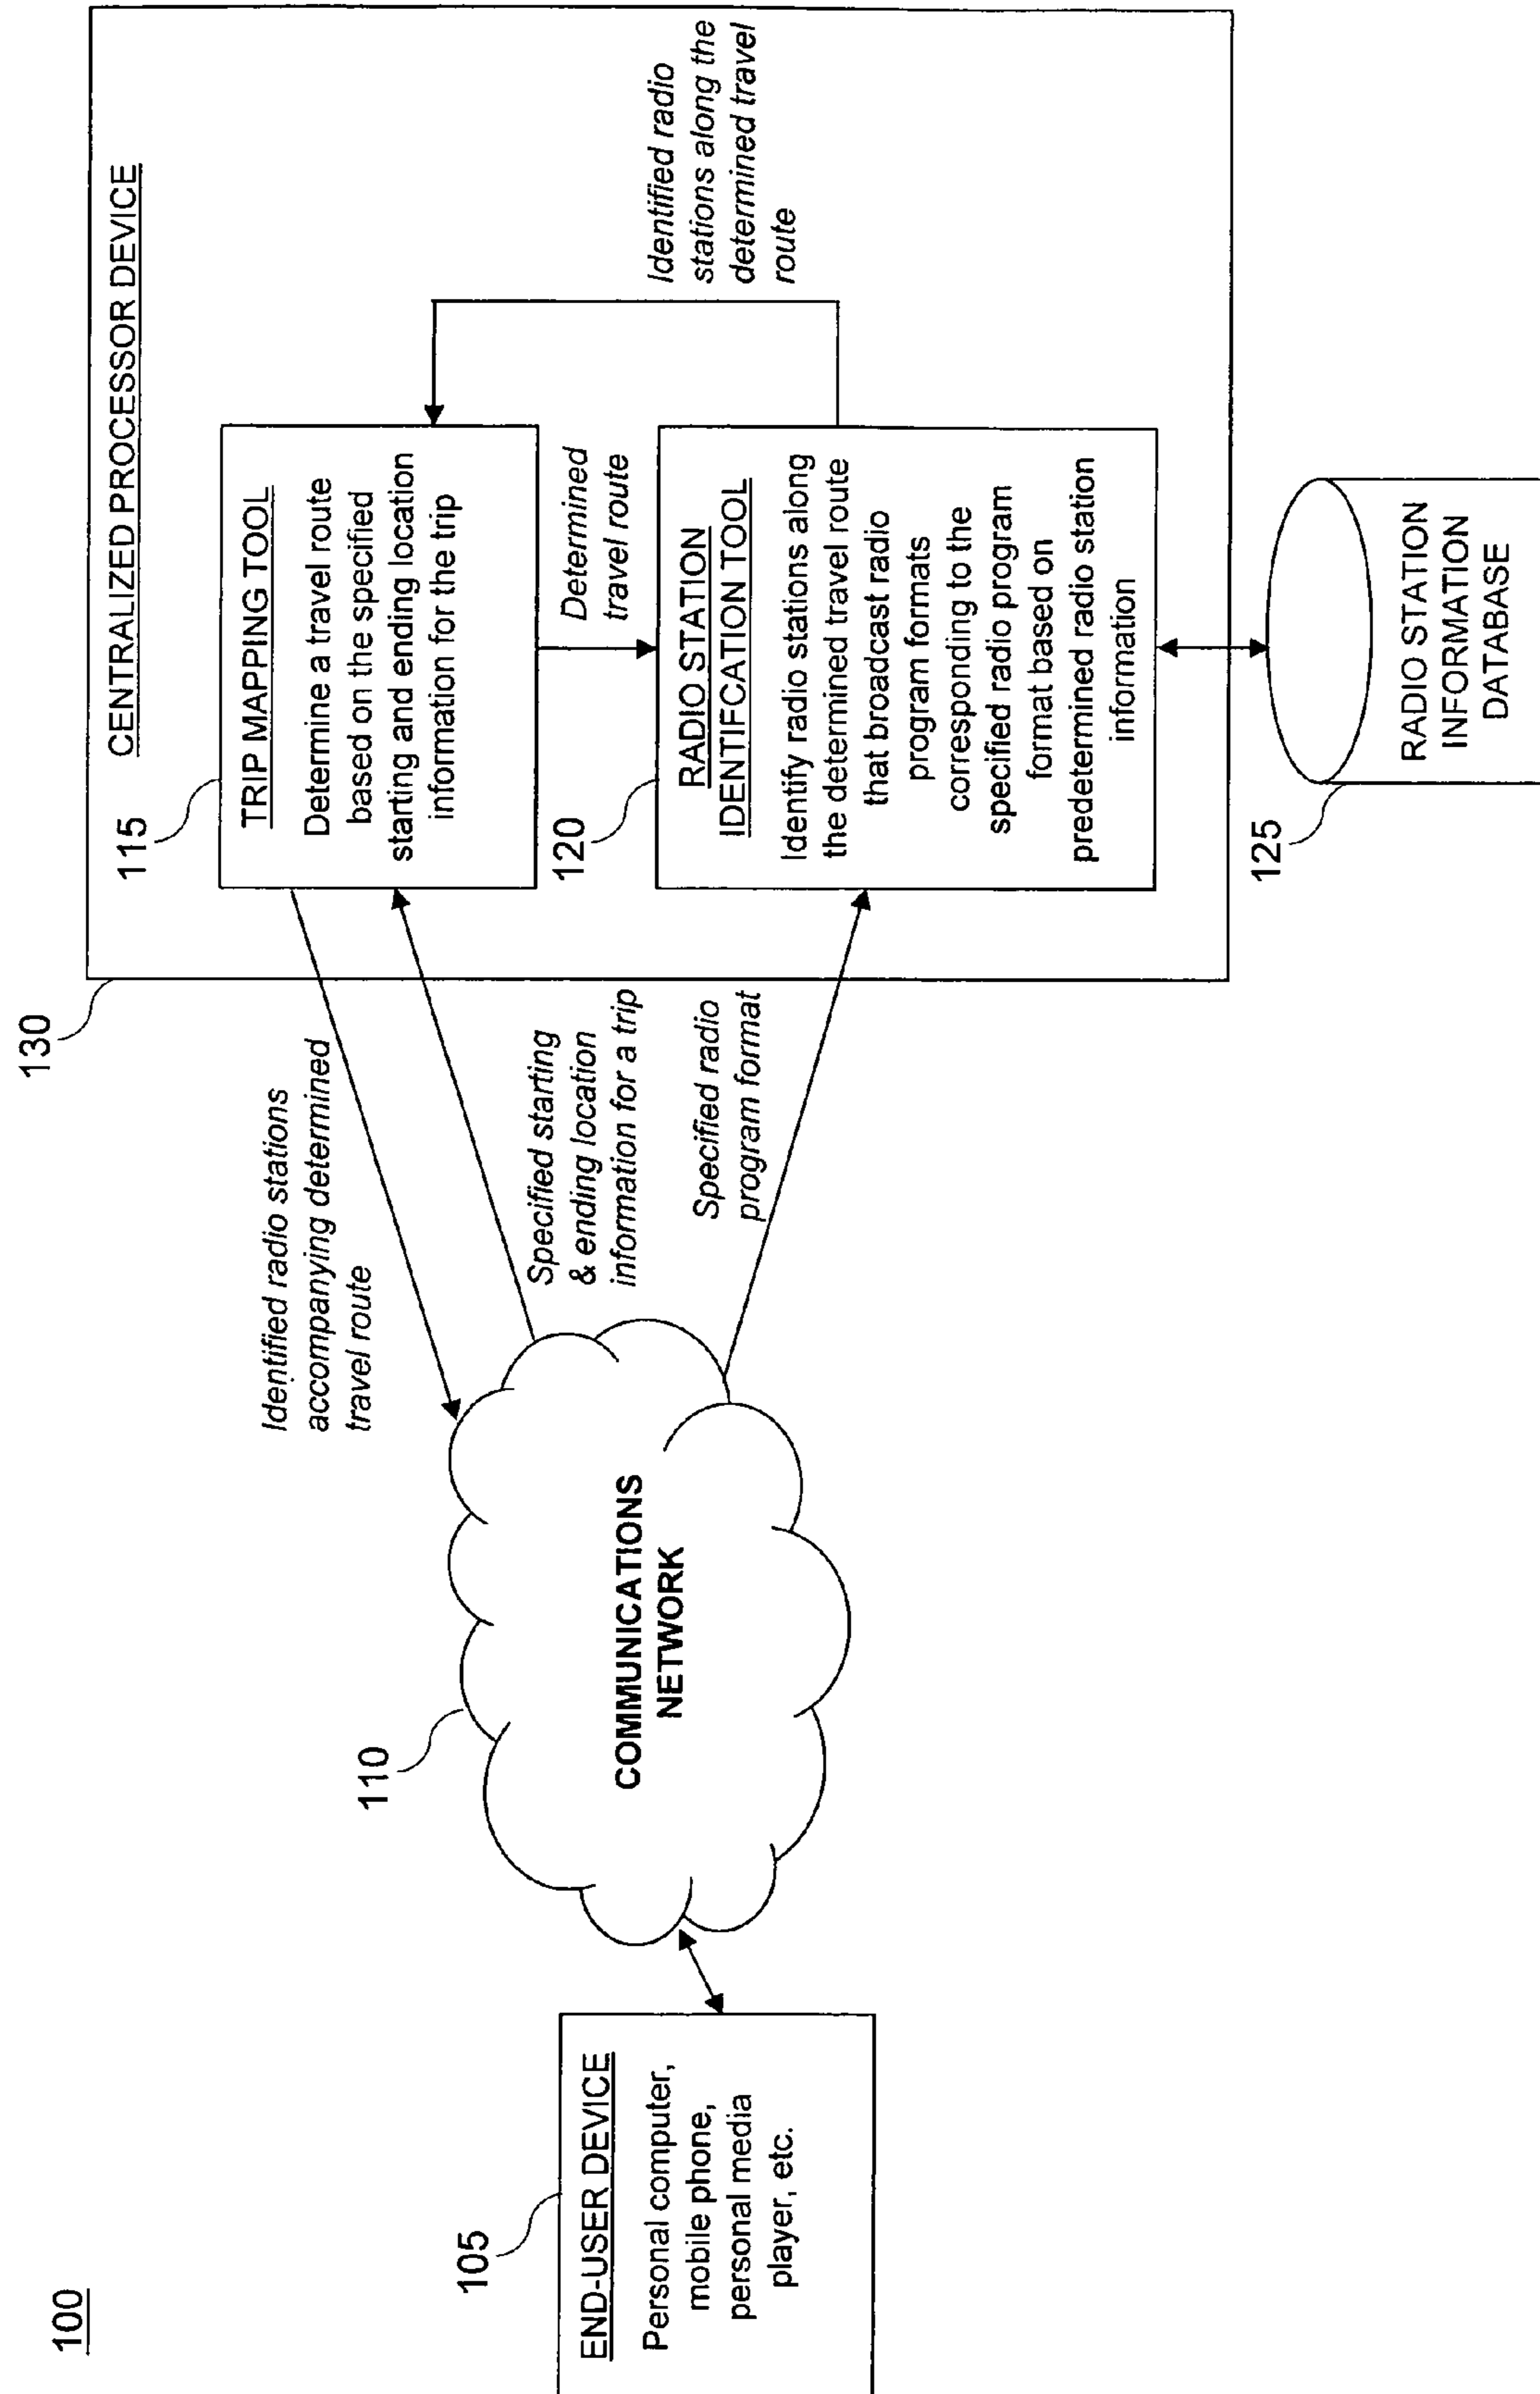 100
105
END-USER DEVICE
Personal computer,
mobile phone,
personal media
player, etc.
110
COMMUNICATIONS
NETWORK
Identified radio stations
accompanying determined
travel route
Specified starting
& ending location
information for a trip
Specified radio
program format
130
CENTRALIZED PROCESSOR DEVICE
115
TRIP MAPPING TOOL
Determine a travel route
based on the specified
starting and ending location
information for the trip
Determined
travel route
120
RADIO STATION
IDENTIFCATION TOOL
Identify radio stations along
the determined travel route
that broadcast radio
program formats
corresponding to the
specified radio program
format based on
predetermined radio station
information
Identified radio
stations along the
determined travel
route
125
RADIO STATION
INFORMATION
DATABASE